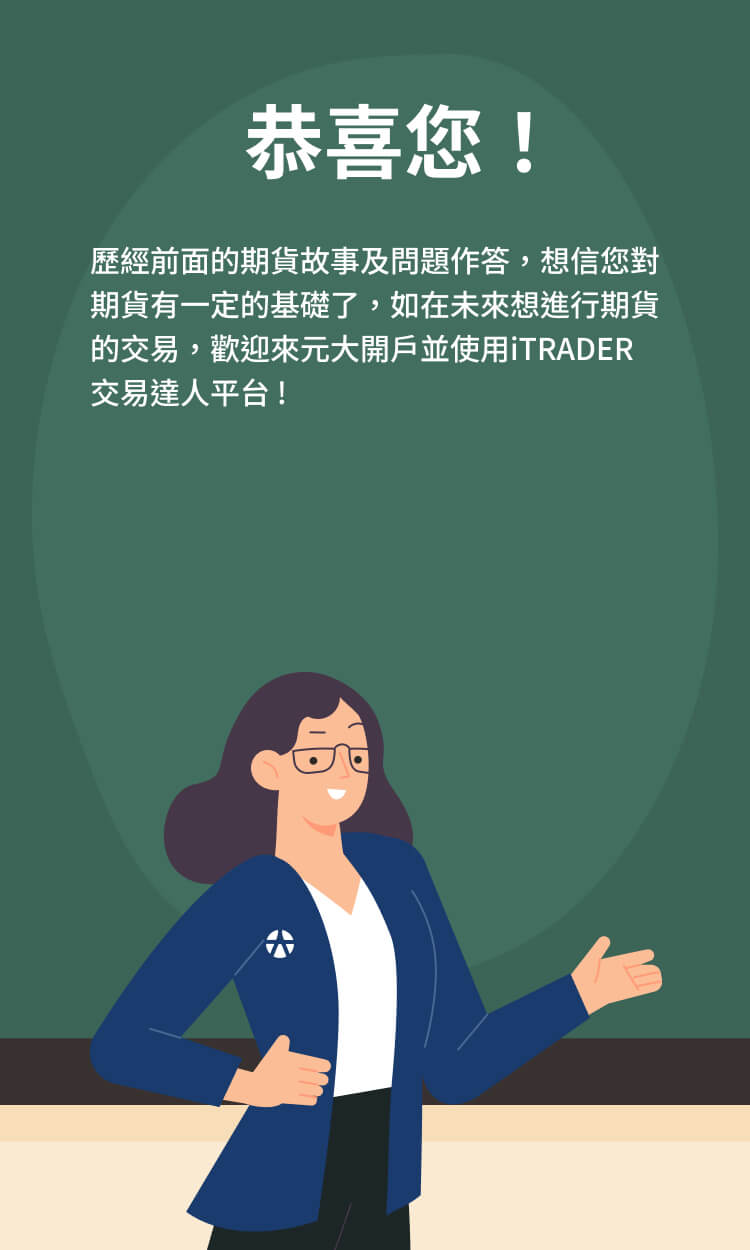 恭喜您！
歷經前面的期貨故事及問題作答，想信您對
期貨有一定的基礎了，如在未來想進行期貨
的交易，歡迎來元大開戶並使用iTRADER
交易達人平台！